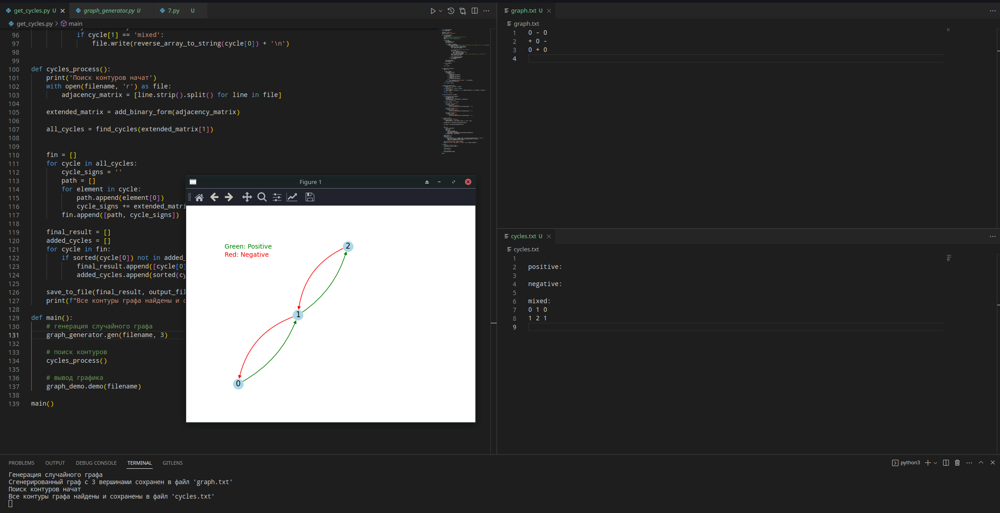 get_cycles.py U
graph_generator.py U
7.py U
get_cycles.py > main
96 if cycle[1] == 'mixed':
97 file.write(reverse_array_to_string(cycle[0]) + '\n')
98
99
100 def cycles_process():
101 print('Поиск контуров начат')
102 with open(filename, 'r') as file:
103 adjacency_matrix = [line.strip().split() for line in file]
104
105 extended_matrix = add_binary_form(adjacency_matrix)
106
107 all_cycles = find_cycles(extended_matrix[1])
108
109
110 fin = []
111 for cycle in all_cycles:
112 cycle_signs = ''
113 path = []
114 for element in cycle:
115 path.append(element[0])
116 cycle_signs += extended_matri
117 fin.append([path, cycle_signs])
118
119 final_result = []
120 added_cycles = []
121 for cycle in fin:
122 if sorted(cycle[0]) not in added_
123 final_result.append([cycle[0]
124 added_cycles.append(sorted(cy
125
126 save_to_file(final_result, output_fil
127 print(f"Все контуры графа найдены и с
128
129 def main():
130 # генерация случайного графа
131 graph_generator.gen(filename, 3)
132
133 # поиск контуров
134 cycles_process()
135
136 # вывод графика
137 graph_demo.demo(filename)
138
139 main()
Figure 1
Green: Positive
Red: Negative
2
1
0
graph.txt U
graph.txt
1 0 - 0
2 + 0 -
3 0 + 0
4
cycles.txt U
cycles.txt
1
2 positive:
3
4 negative:
5
6 mixed:
7 0 1 0
8 1 2 1
9
PROBLEMS OUTPUT DEBUG CONSOLE TERMINAL GITLENS
python3
Генерация случайного графа
Сгенерированный граф с 3 вершинами сохранен в файл 'graph.txt'
Поиск контуров начат
Все контуры графа найдены и сохранены в файл 'cycles.txt'